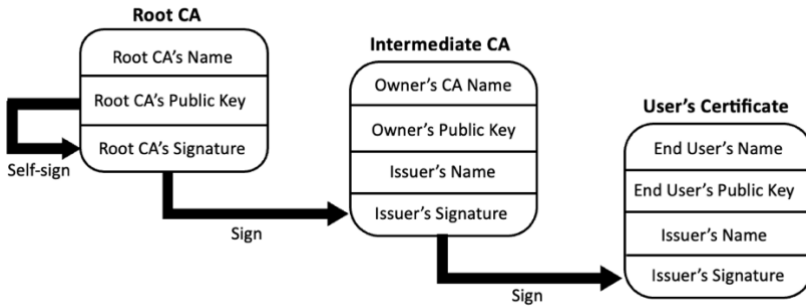 Root CA
Root CA's Name
Root CA's Public Key
Root CA's Signature
Self-sign
Sign
Intermediate CA
Owner's CA Name
Owner's Public Key
Issuer's Name
Issuer's Signature
Sign
User's Certificate
End User's Name
End User's Public Key
Issuer's Name
Issuer's Signature